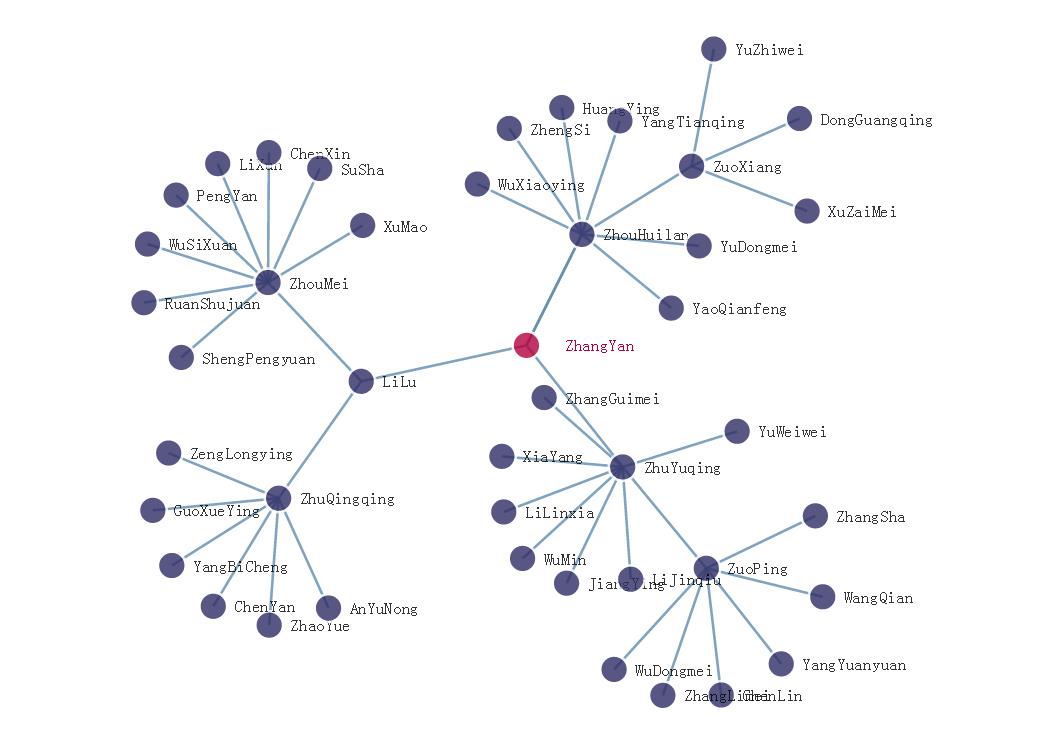 YuZhiwei
HuangYing
DongGuangqing
YangTianqing
ZhengSi
ChenXin
LiXun
ZuoXiang
SuSha
WuXiaoying
PengYan
XuZaiMei
XuMao
ZhouHuilan
WuSiXuan
YuDongmei
ZhouMei
RuanShujuan
YaoQianfeng
ZhangYan
ShengPengyuan
LiLu
ZhangGuimei
YuWeiwei
ZengLongying
XiaYang
ZhuYuqing
ZhuQingqing
GuoXueYing
LiLinxia
ZhangSha
WuMin
YangBiCheng
ZuoPing
LiJinqiu
JiangYing
WangQian
ChenYan
AnYuNong
ZhaoYue
YangYuanyuan
WuDongmei
ChenLin